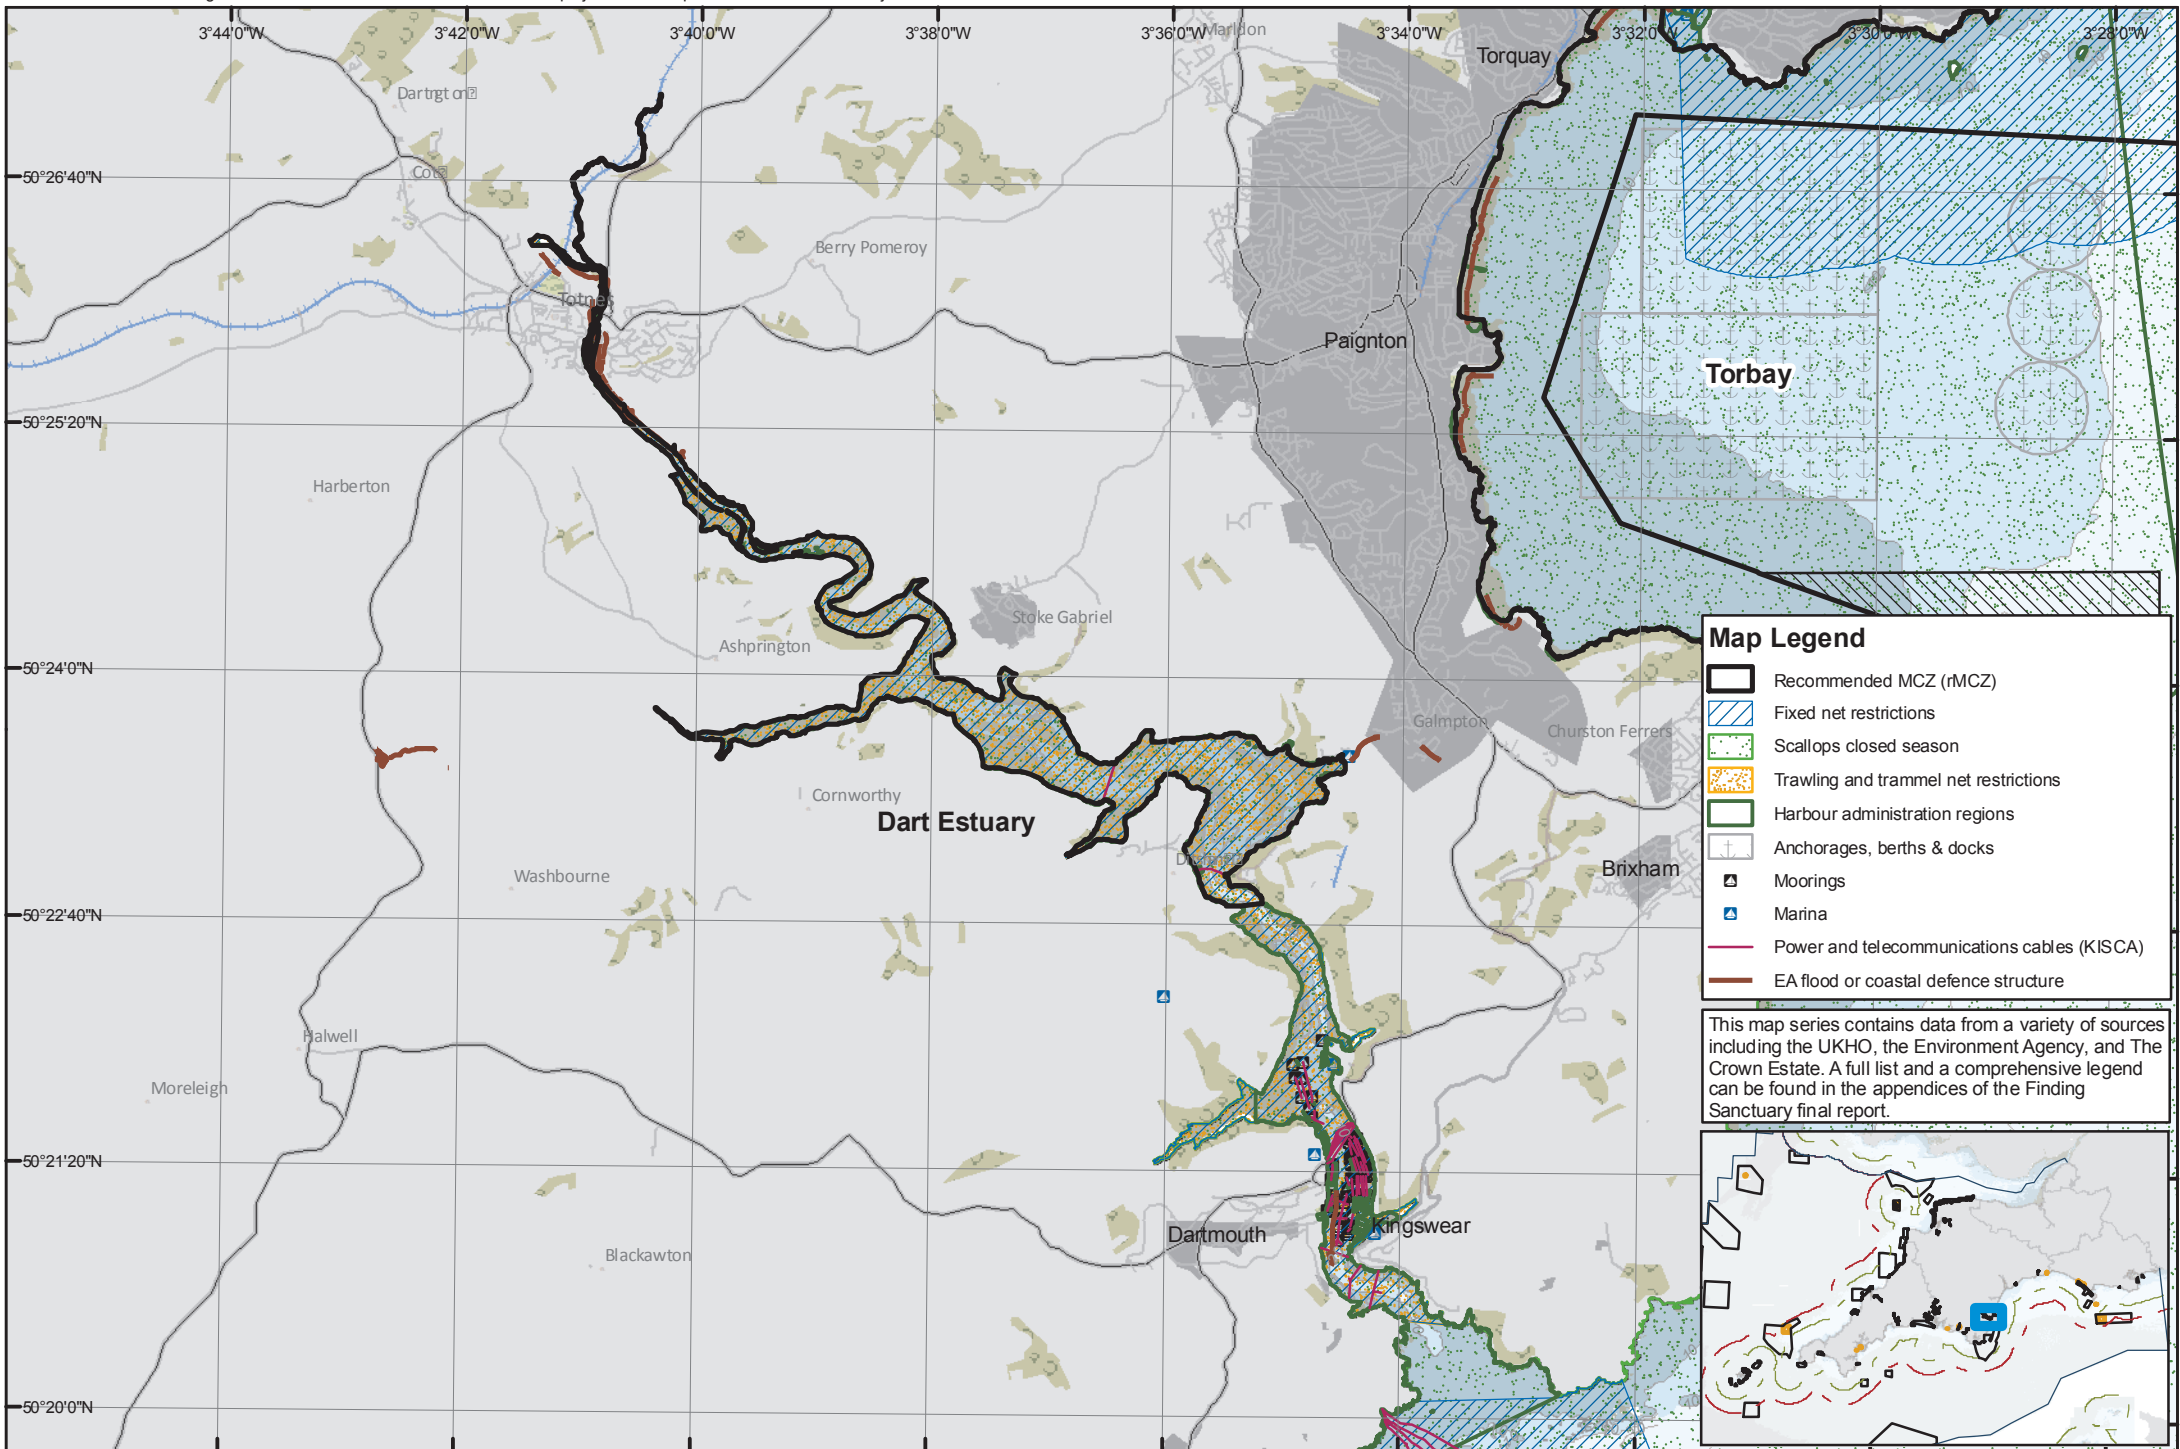 3°44'0"W
3°42'0"W
3°40'0"W
3°38'0"W
3°36'0"W
3°34'0"W
3°32'0"W
3°30'0"W
3°28'0"W
Marldon
Torquay
50°26'40"N
Berry Pomeroy
Totnes
Paignton
Torbay
50°25'20"N
Harberton
Stoke Gabriel
Ashprington
50°24'0"N
Galmpton
Churston Ferrers
Cornworthy
Dart Estuary
Brixham
Washbourne
50°22'40"N
Halwell
Moreleigh
50°21'20"N
Dartmouth
Kingswear
Blackawton
50°20'0"N
Map Legend
Recommended MCZ (rMCZ)
Fixed net restrictions
Scallops closed season
Trawling and trammel net restrictions
Harbour administration regions
Anchorages, berths & docks
Moorings
Marina
Power and telecommunications cables (KISCA)
EA flood or coastal defence structure
This map series contains data from a variety of sources
including the UKHO, the Environment Agency, and The
Crown Estate. A full list and a comprehensive legend
can be found in the appendices of the Finding
Sanctuary final report.